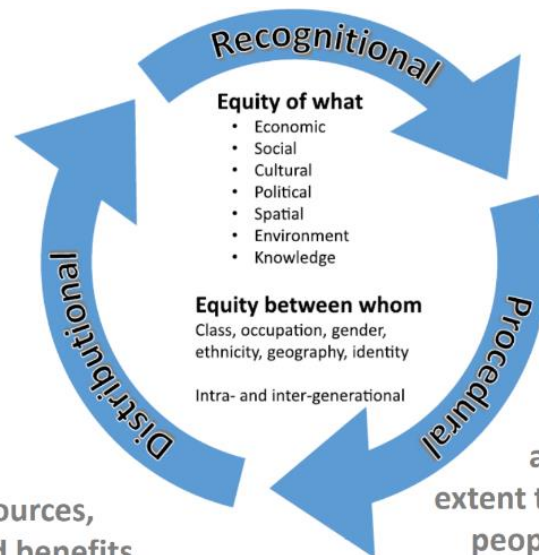 Recognitional
Equity of what
• Economic
• Social
• Cultural
• Political
• Spatial
• Environment
• Knowledge
Equity between whom
Class, occupation, gender,
ethnicity, geography, identity
Intra- and inter-generational
Procedural
Distributional
extent
peop
d benefits